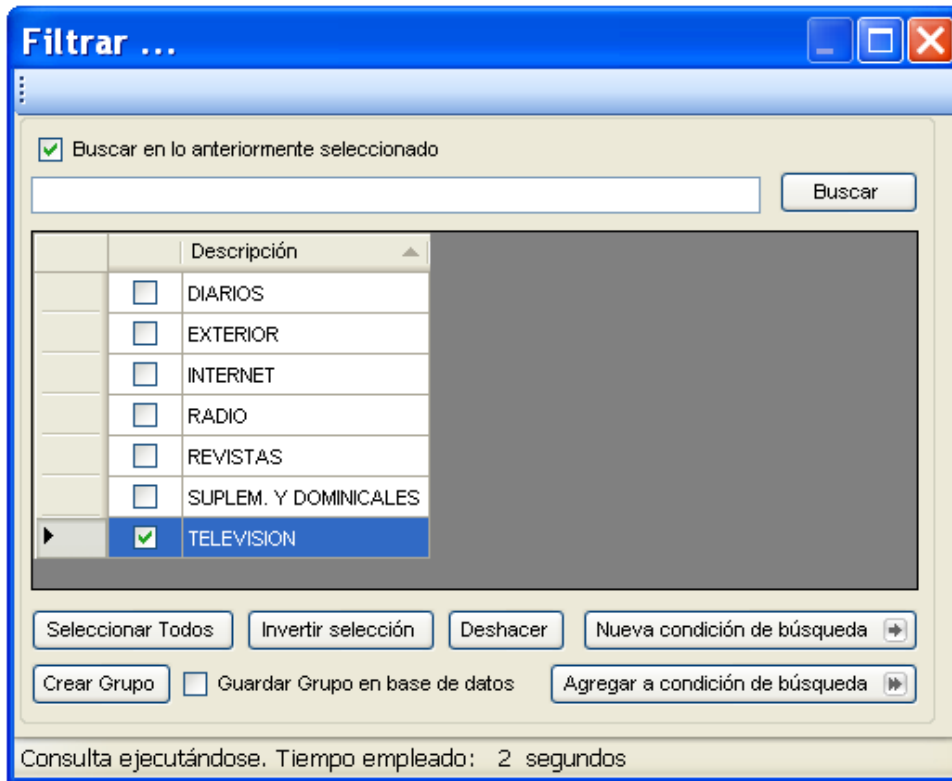 Filtrar ...
Buscar en lo anteriormente seleccionado
Buscar
Descripción
DIARIOS
EXTERIOR
INTERNET
RADIO
REVISTAS
SUPLEM. Y DOMINICALES
TELEVISION
Seleccionar Todos Invertir selección Deshacer Nueva condición de búsqueda
Crear Grupo Guardar Grupo en base de datos Agregar a condición de búsqueda
Consulta ejecutándose. Tiempo empleado: 2 segundos